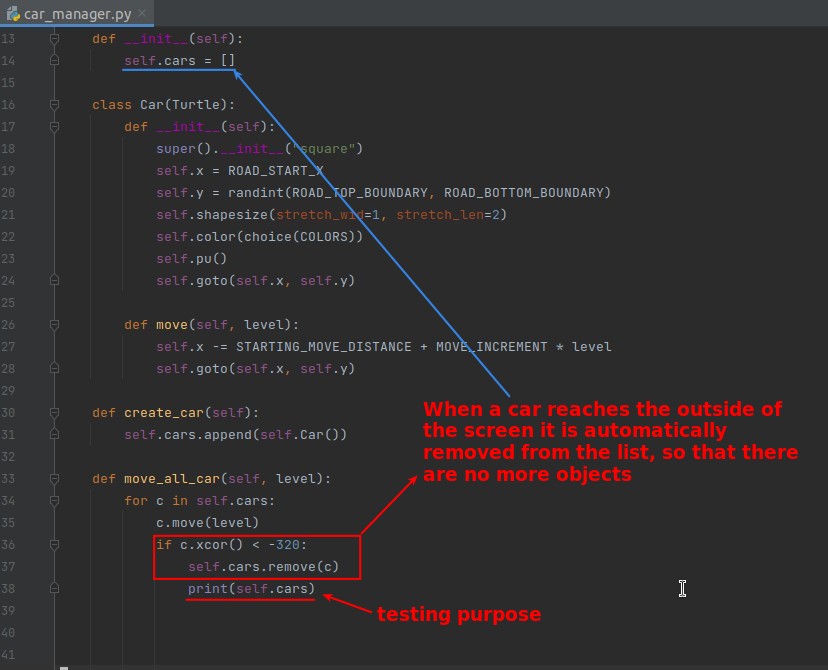 car_manager.py
13 def __init__(self):
14 self.cars = []
15
16 class Car(Turtle):
17 def __init__(self):
18 super().__init__("square")
19 self.x = ROAD_START_X
20 self.y = randint(ROAD_TOP_BOUNDARY, ROAD_BOTTOM_BOUNDARY)
21 self.shapesize(stretch_wid=1, stretch_len=2)
22 self.color(choice(COLORS))
23 self.pu()
24 self.goto(self.x, self.y)
25
26 def move(self, level):
27 self.x -= STARTING_MOVE_DISTANCE + MOVE_INCREMENT * level
28 self.goto(self.x, self.y)
29
30 def create_car(self):
31 self.cars.append(self.Car())
32
33 def move_all_car(self, level):
34 for c in self.cars:
35 c.move(level)
36 if c.xcor() < -320:
37 self.cars.remove(c)
38 print(self.cars)
39
40
41
When a car reaches the outside of
the screen it is automatically
removed from the list, so that there
are no more objects
testing purpose